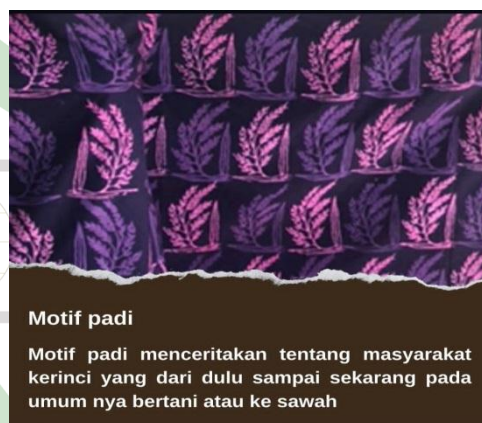 Motif padi
Motif padi menceritakan tentang masyarakat
kerinci yang dari dulu sampai sekarang pada
umum nya bertani atau ke sawah